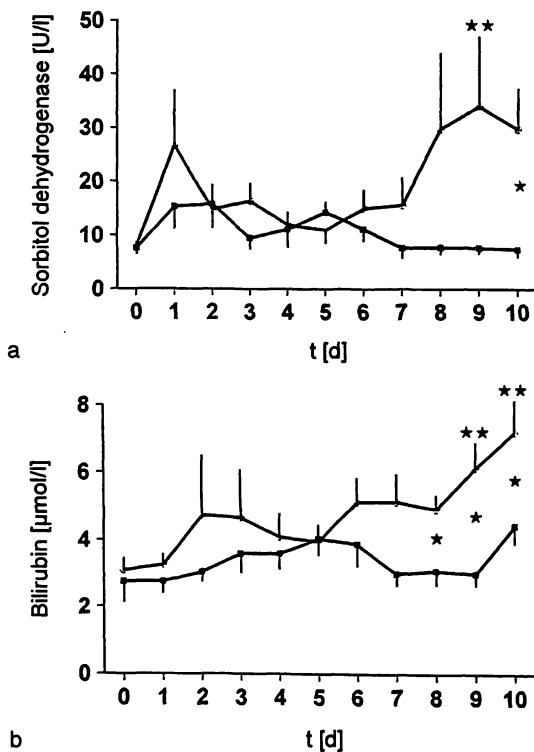 Sorbitol dehydrogenase [U/l]
50
40
30
20
10
0
0 1 2 3 4 5 6 7 8 9 10
a
t [d]
Bilirubin [µmol/l]
8
6
4
2
0
0 1 2 3 4 5 6 7 8 9 10
b
t [d]